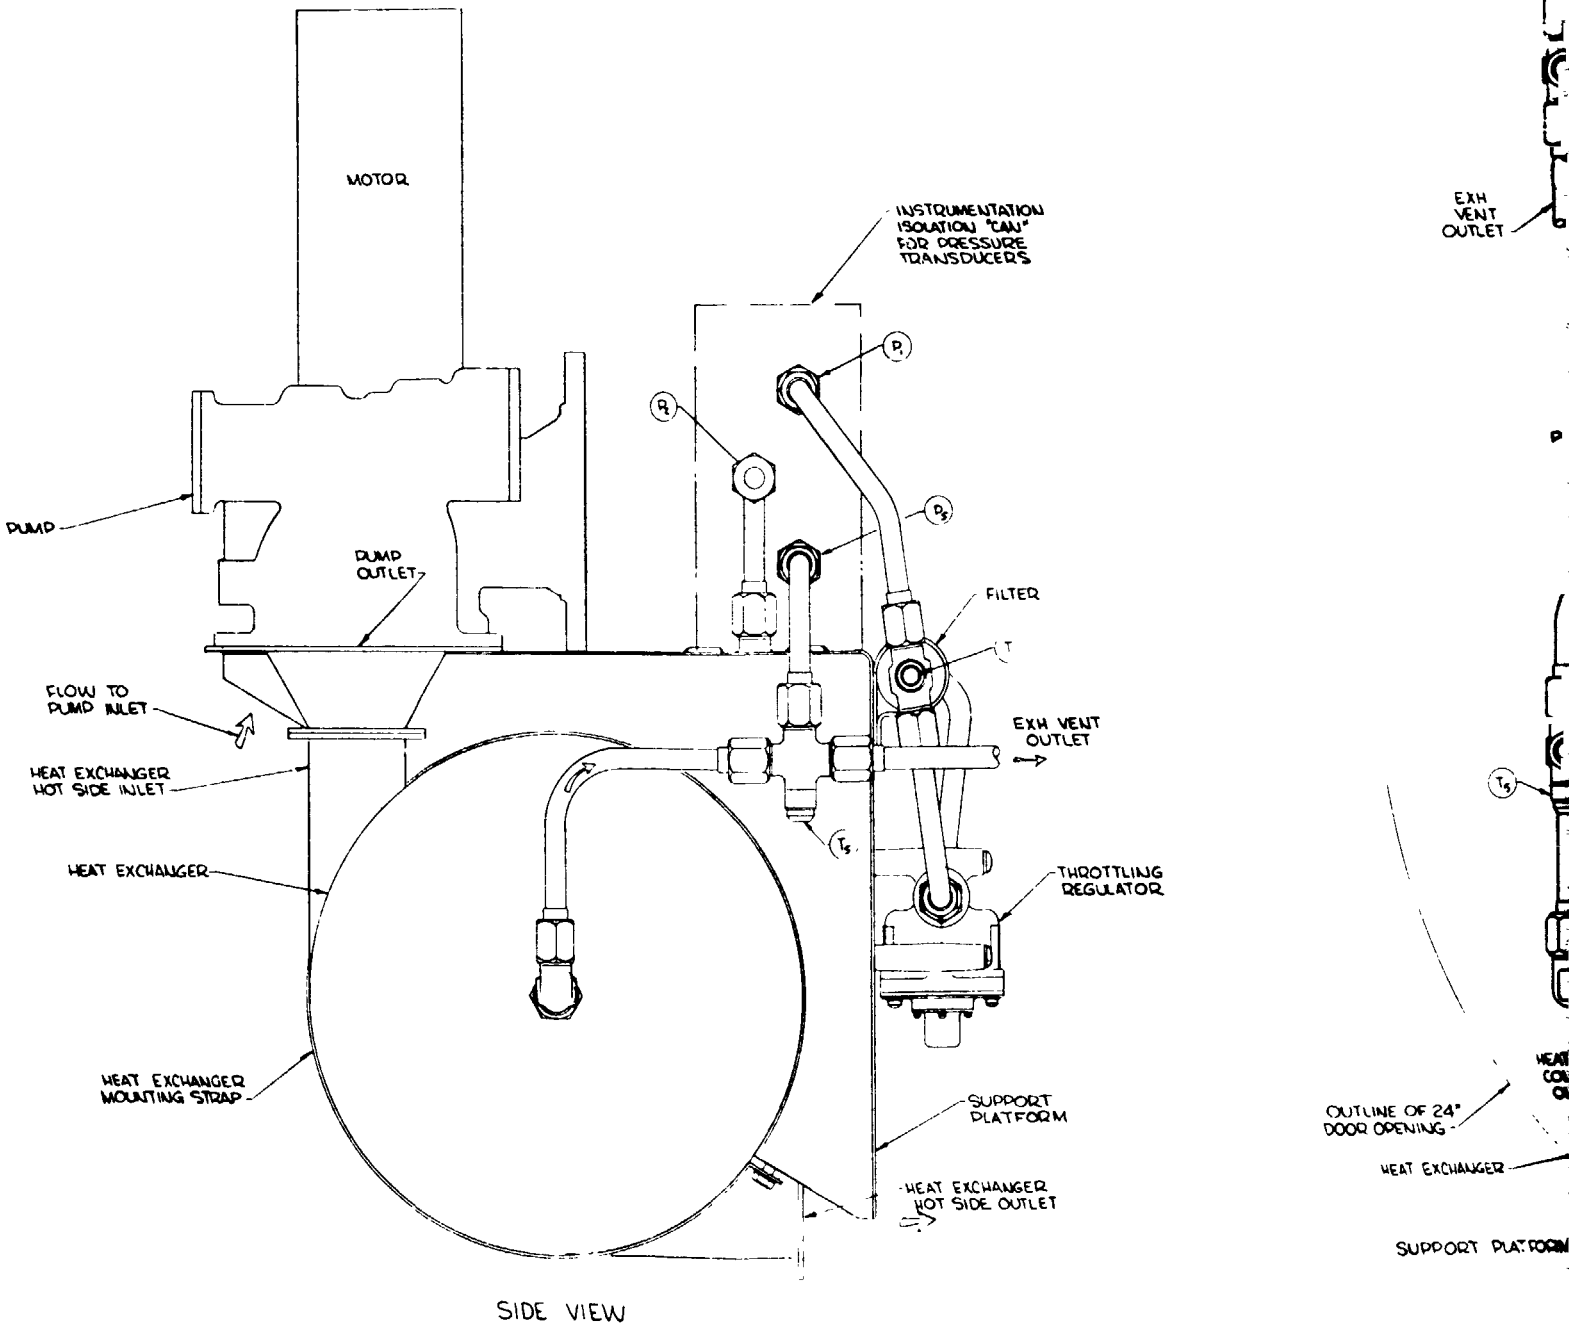 MOTOR
INSTRUMENTATION
ISOLATION "CAN"
FOR PRESSURE
TRANSDUCERS
P1
P2
P5
PUMP
PUMP
OUTLET
FILTER
T
FLOW TO
PUMP INLET
EXH VENT
OUTLET
HEAT EXCHANGER
HOT SIDE INLET
T5
HEAT EXCHANGER
THROTTLING
REGULATOR
HEAT EXCHANGER
MOUNTING STRAP
SUPPORT
PLATFORM
HEAT EXCHANGER
HOT SIDE OUTLET
SIDE VIEW
EXH
VENT
OUTLET
T5
HEAT
OUTLINE OF 24"
DOOR OPENING
HEAT EXCHANGER
SUPPORT PLATFORM